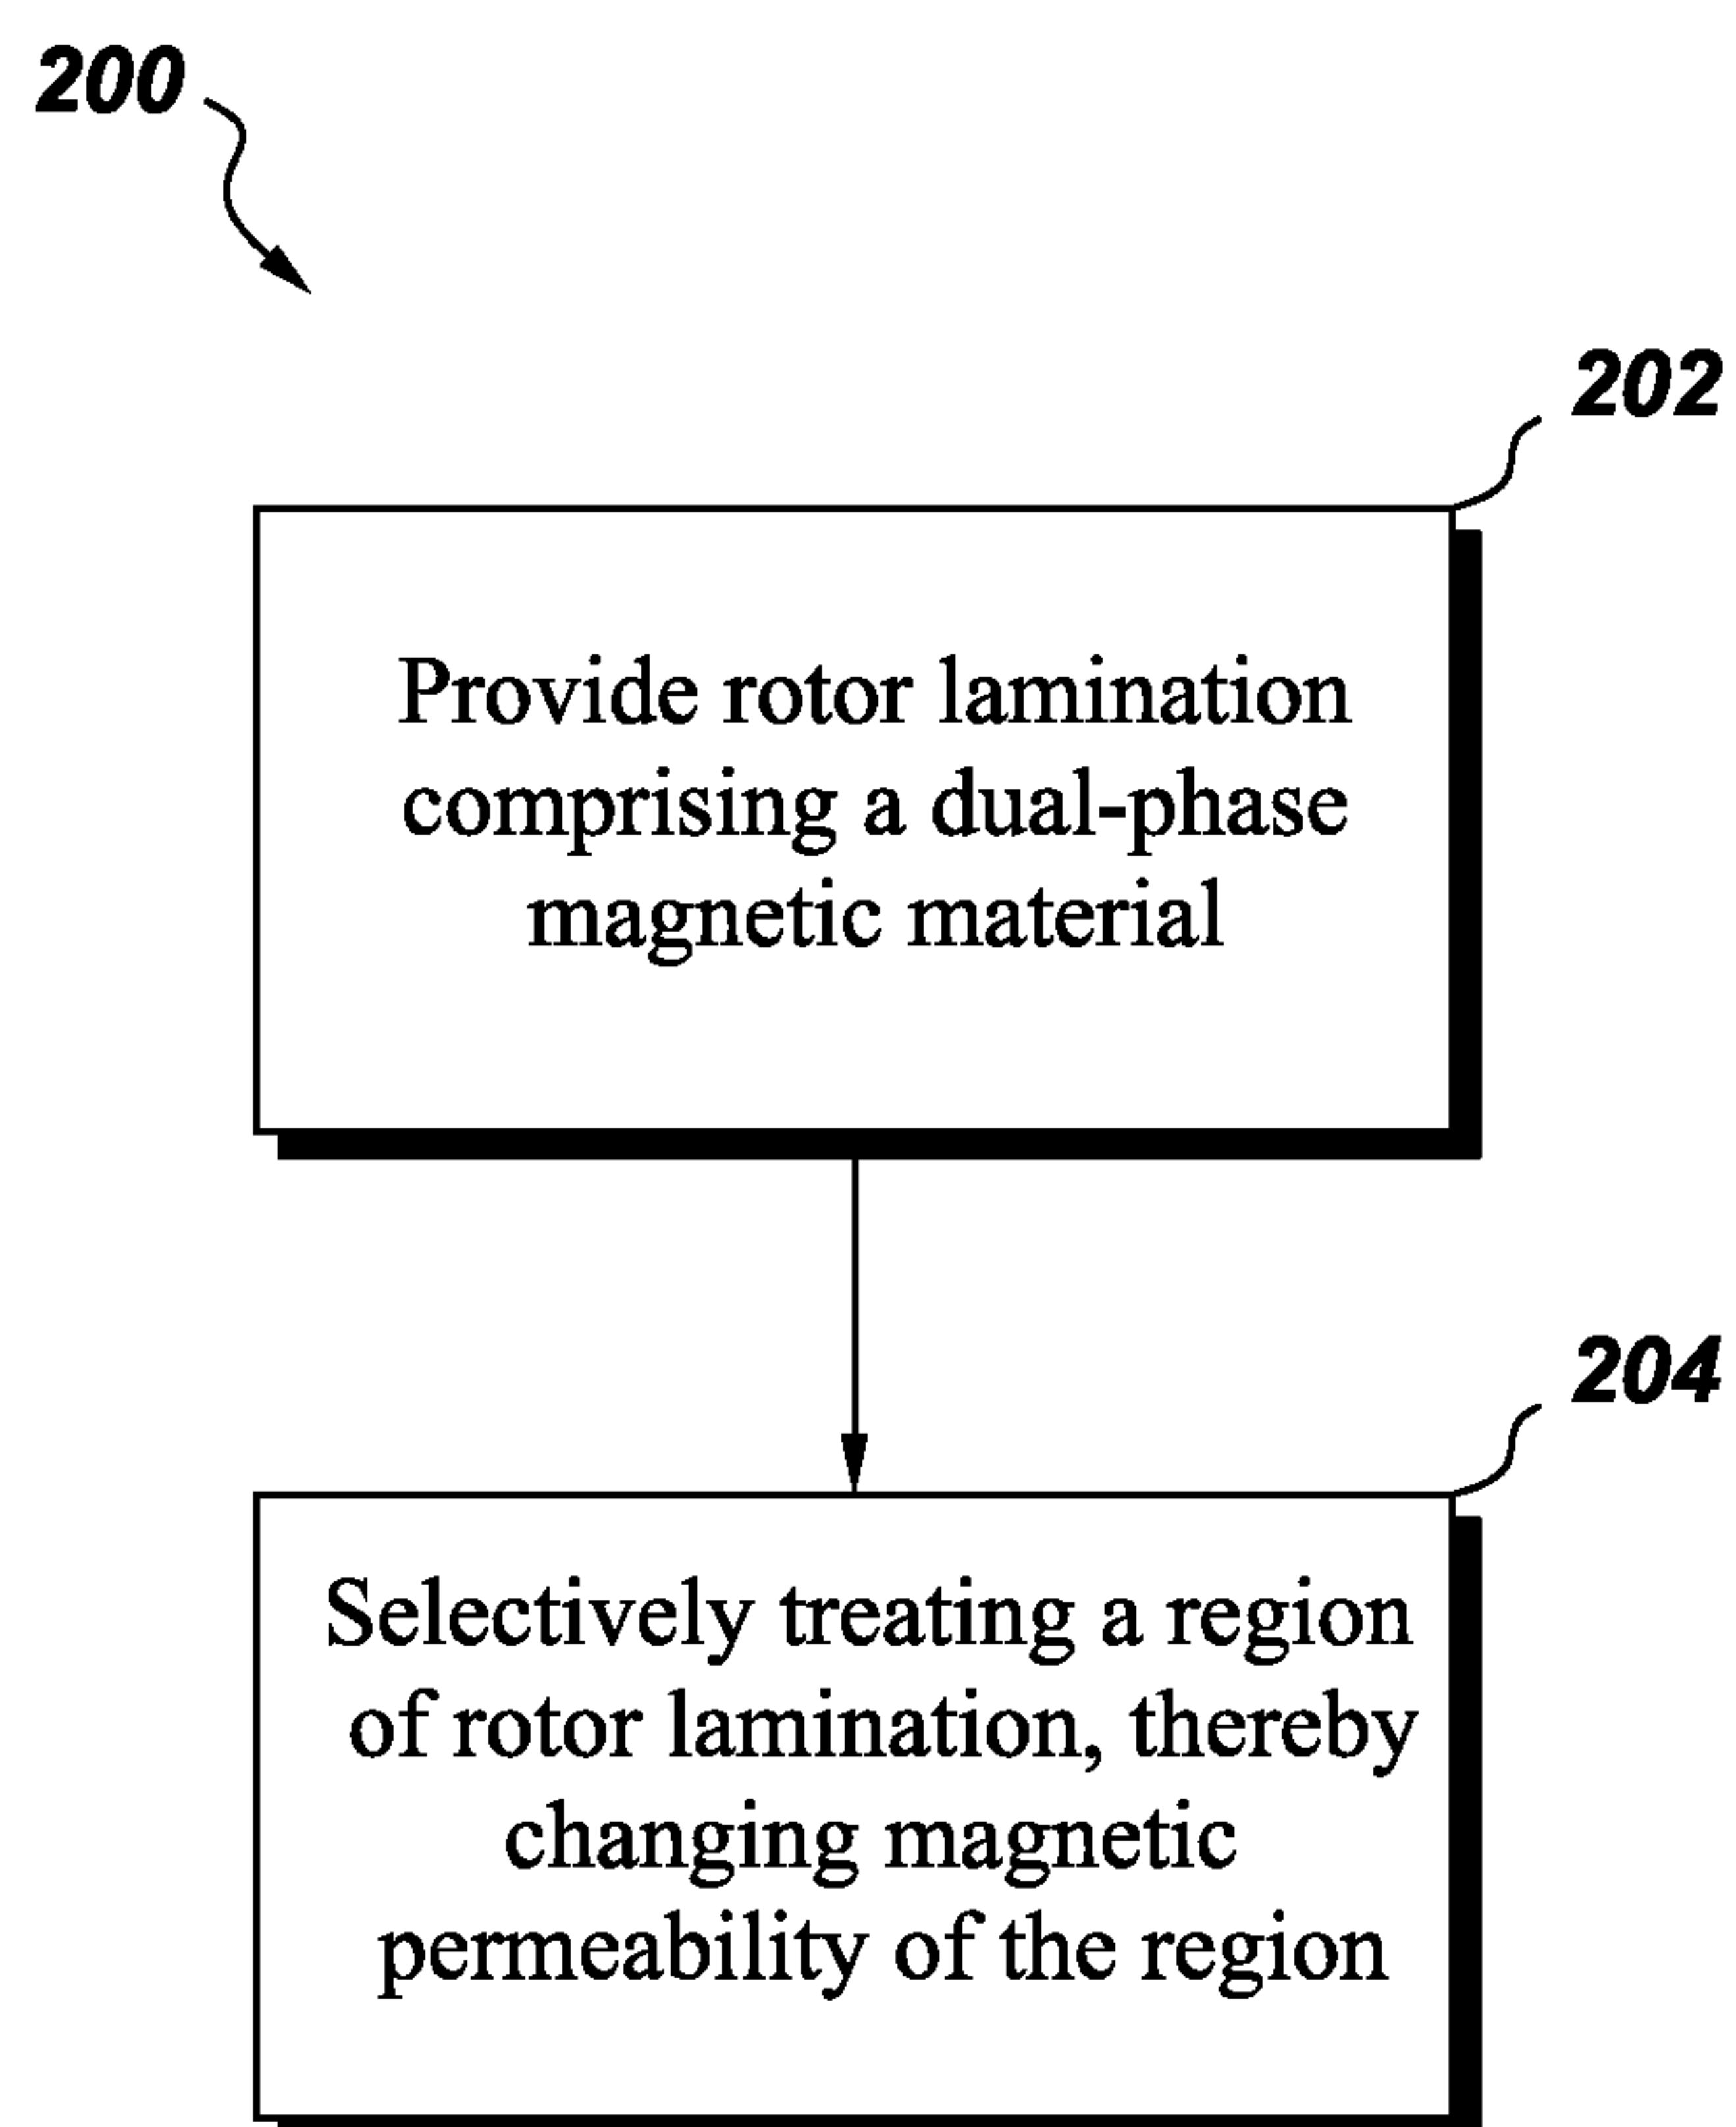 200
202
Provide rotor lamination
comprising a dual-phase
magnetic material
204
Selectively treating a region
of rotor lamination, thereby
changing magnetic
permeability of the region